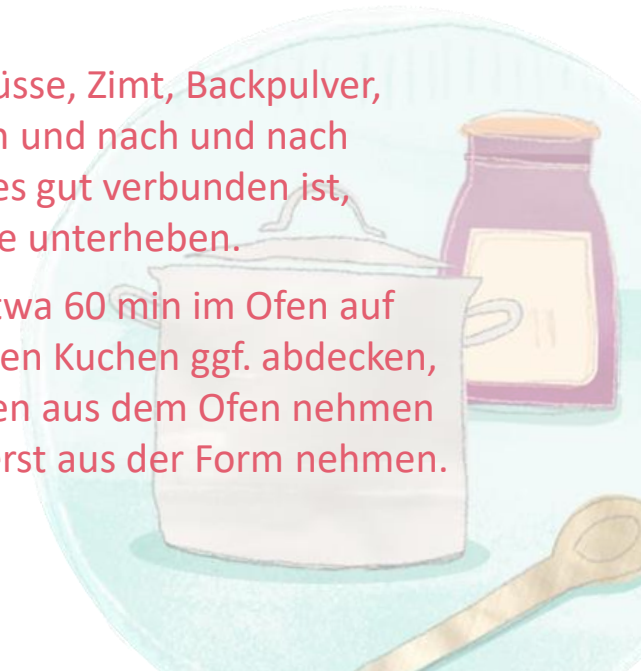 üsse, Zimt, Backpulver,
n und nach und nach
es gut verbunden ist,
e unterheben.
twa 60 min im Ofen auf
en Kuchen ggf. abdecken,
en aus dem Ofen nehmen
erst aus der Form nehmen.